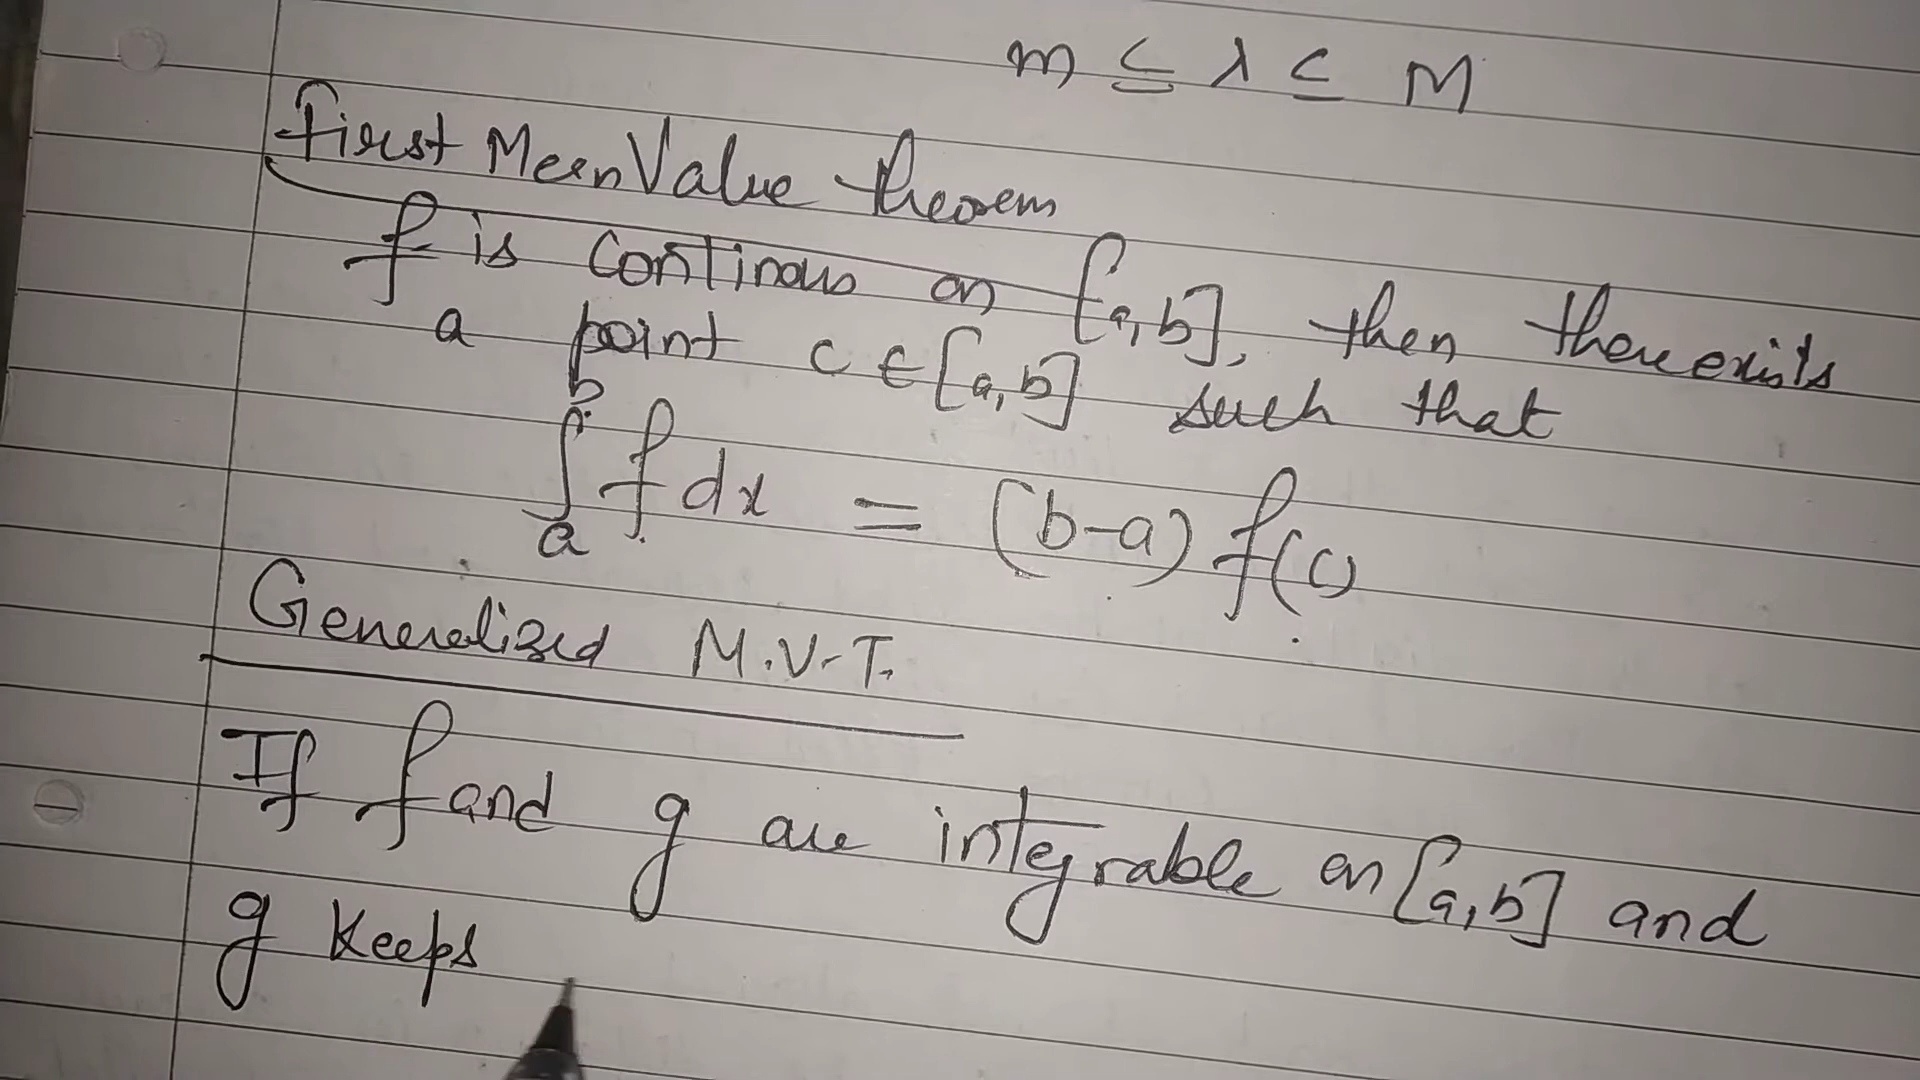 m ≤ λ ≤ M
First Mean Value theorem
f is continous on [a,b], then there exists
a point c ∈ [a,b] such that
∫ₐᵇ f dx = (b-a) f(c)
Generalized M.V.T.
If f and g are integrable on [a,b] and
g keeps